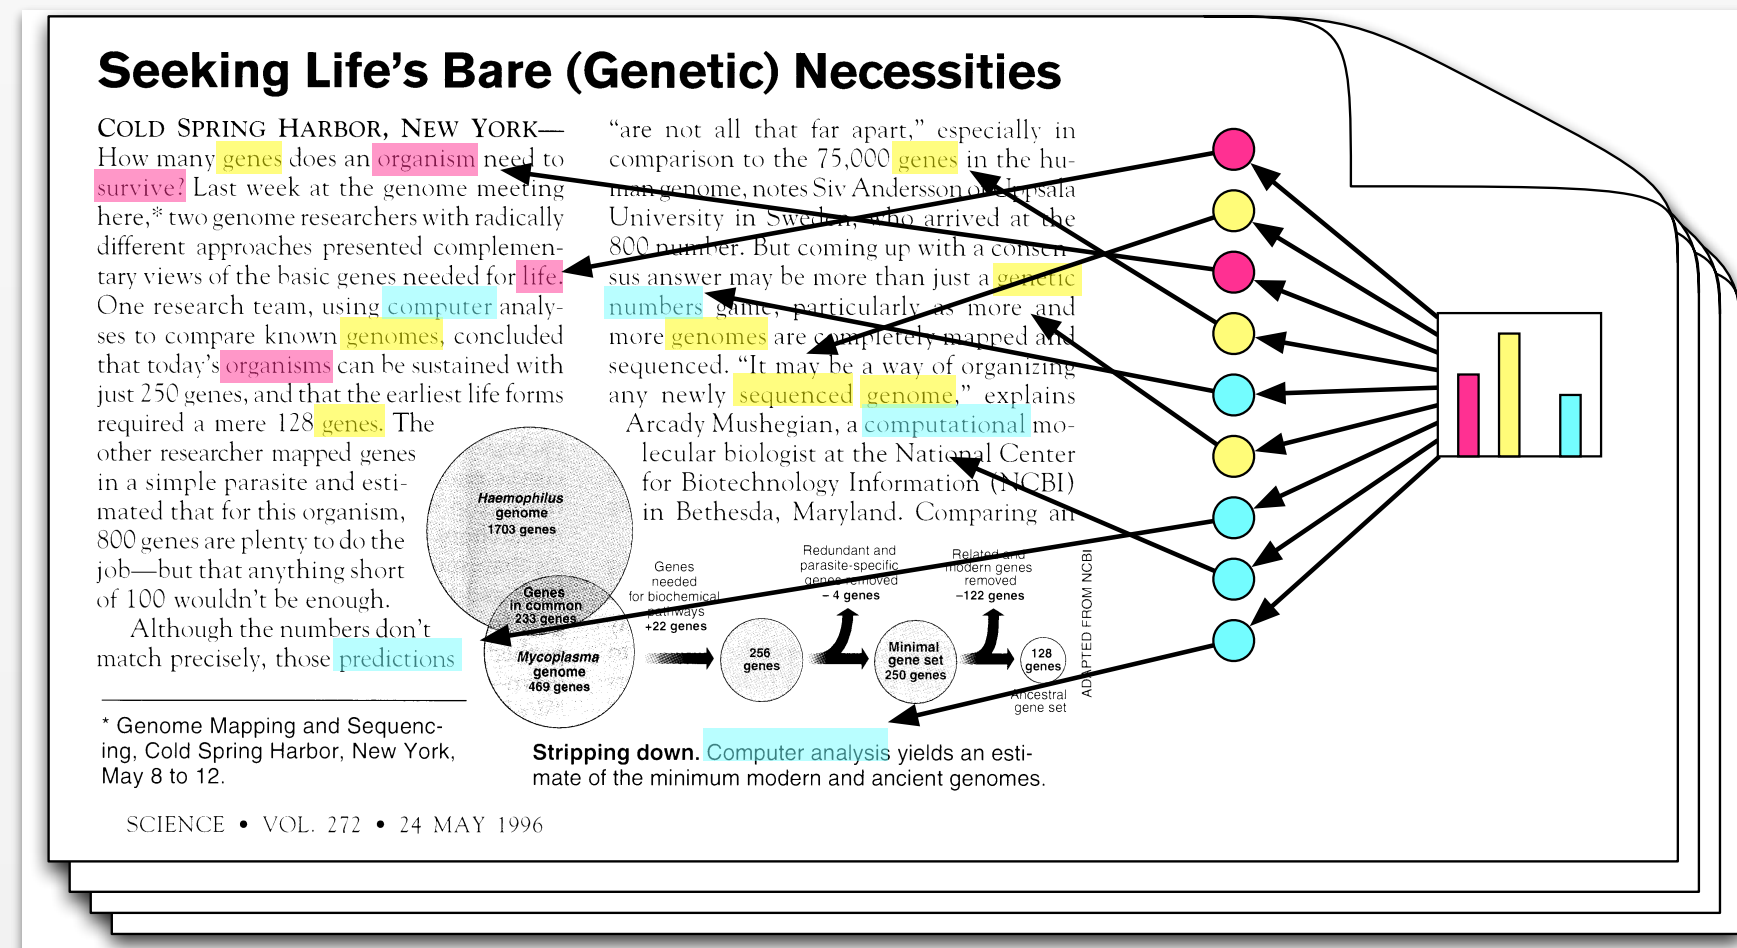 Seeking Life's Bare (Genetic) Necessities
COLD SPRING HARBOR, NEW YORK—
How many genes does an organism need to
survive? Last week at the genome meeting
here,* two genome researchers with radically
different approaches presented complemen-
tary views of the basic genes needed for life.
One research team, using computer analy-
ses to compare known genomes, concluded
that today's organisms can be sustained with
just 250 genes, and that the earliest life forms
required a mere 128 genes. The
other researcher mapped genes
in a simple parasite and esti-
mated that for this organism,
800 genes are plenty to do the
job—but that anything short
of 100 wouldn't be enough.
Although the numbers don't
match precisely, those predictions
* Genome Mapping and Sequenc-
ing, Cold Spring Harbor, New York,
May 8 to 12.
"are not all that far apart," especially in
comparison to the 75,000 genes in the hu-
man genome, notes Siv Andersson of Uppsala
University in Sweden, who arrived at the
800 number. But coming up with a consen-
sus answer may be more than just a genetic
numbers game, particularly as more and
more genomes are completely mapped and
sequenced. "It may be a way of organizing
any newly sequenced genome," explains
Arcady Mushegian, a computational mo-
lecular biologist at the National Center
for Biotechnology Information (NCBI)
in Bethesda, Maryland. Comparing an
Haemophilus
genome
1703 genes
Genes
in common
233 genes
Mycoplasma
genome
469 genes
Genes
needed
for biochemical
pathways
+22 genes
256
genes
Redundant and
parasite-specific
genes removed
– 4 genes
Minimal
gene set
250 genes
Related and
modern genes
removed
–122 genes
128
genes
Ancestral
gene set
ADAPTED FROM NCBI
Stripping down. Computer analysis yields an esti-
mate of the minimum modern and ancient genomes.
SCIENCE • VOL. 272 • 24 MAY 1996